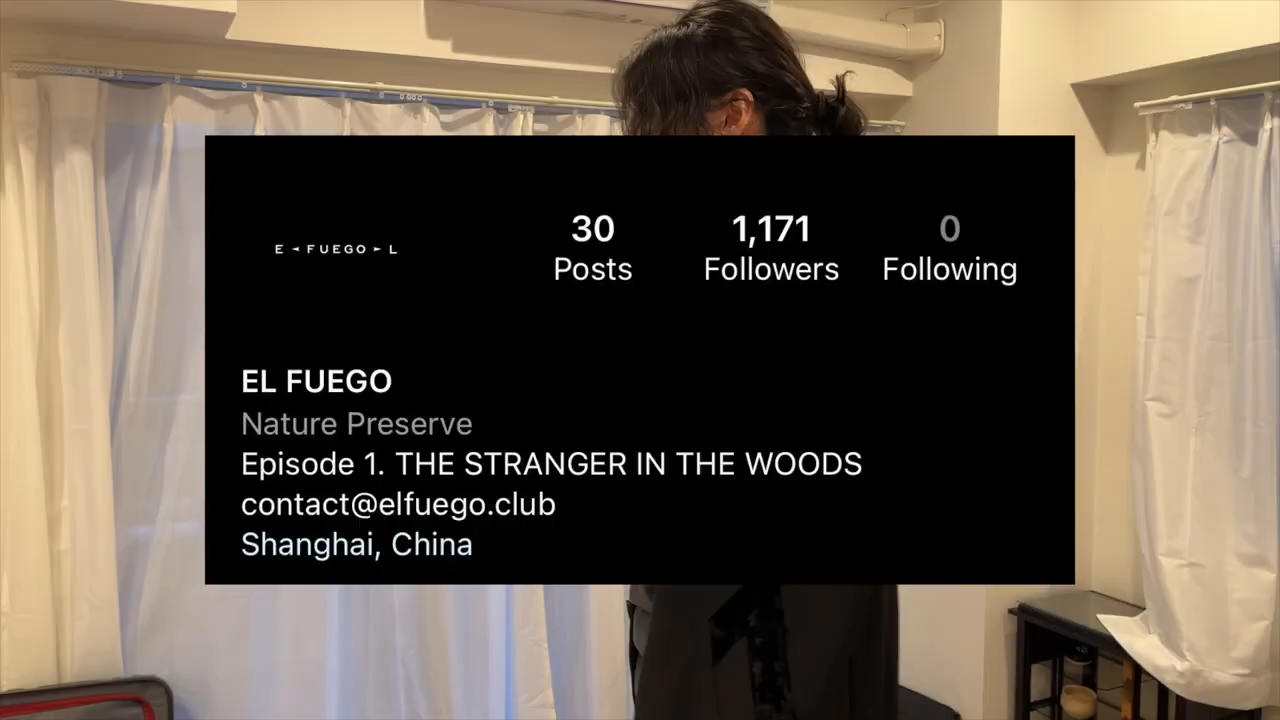 E ◄ FUEGO ► L
30 Posts
1,171 Followers
0 Following
EL FUEGO
Nature Preserve
Episode 1. THE STRANGER IN THE WOODS
contact@elfuego.club
Shanghai, China